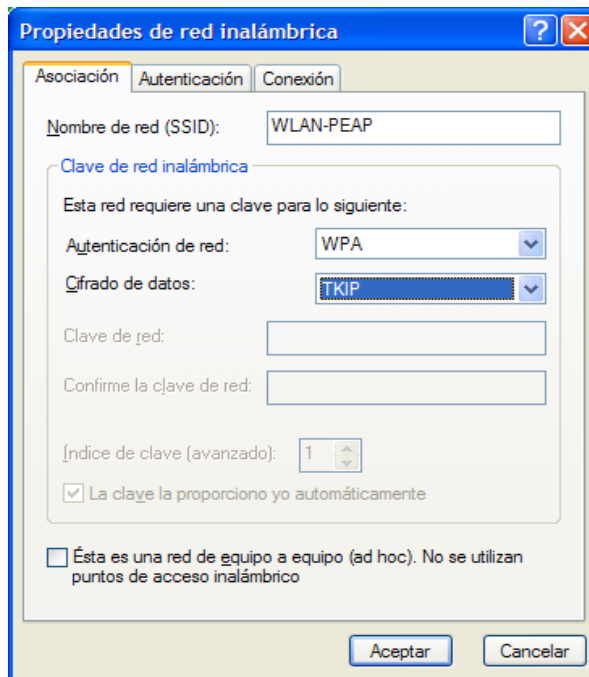 Propiedades de red inalámbrica
Asociación Autenticación Conexión
Nombre de red (SSID): WLAN-PEAP
Clave de red inalámbrica
Esta red requiere una clave para lo siguiente:
Autenticación de red: WPA
Cifrado de datos: TKIP
Clave de red:
Confirme la clave de red:
Índice de clave (avanzado): 1
La clave la proporciono yo automáticamente
Ésta es una red de equipo a equipo (ad hoc). No se utilizan
puntos de acceso inalámbrico
Aceptar Cancelar